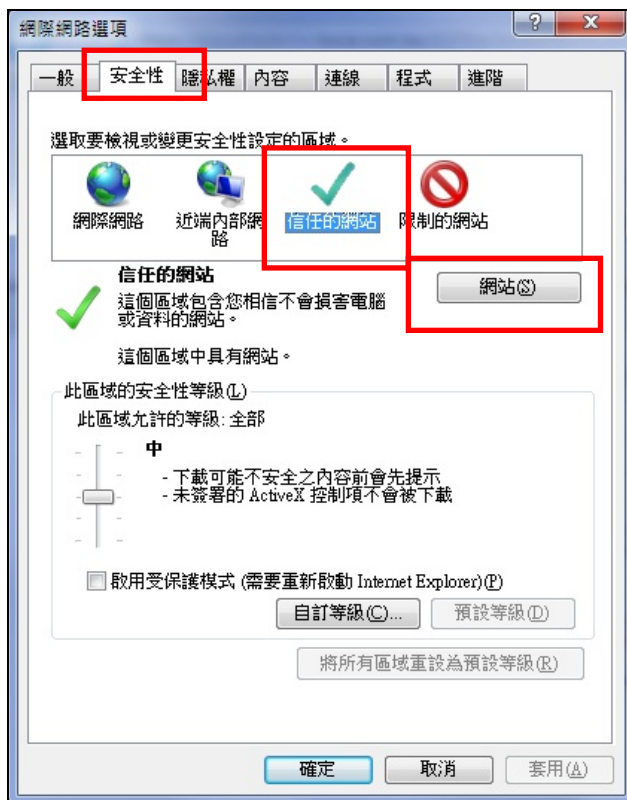 網際網路選項
一般 安全性 隱私權 內容 連線 程式 進階
選取要檢視或變更安全性設定的區域。
網際網路 近端內部網路 信任的網站 限制的網站
信任的網站
網站(S)
這個區域包含您相信不會損害電腦
或資料的網站。
這個區域中具有網站。
此區域的安全性等級(L)
此區域允許的等級: 全部
中
- 下載可能不安全之內容前會先提示
- 未簽署的 ActiveX 控制項不會被下載
啟用受保護模式 (需要重新啟動 Internet Explorer)(P)
自訂等級(C)... 預設等級(D)
將所有區域重設為預設等級(R)
確定 取消 套用(A)